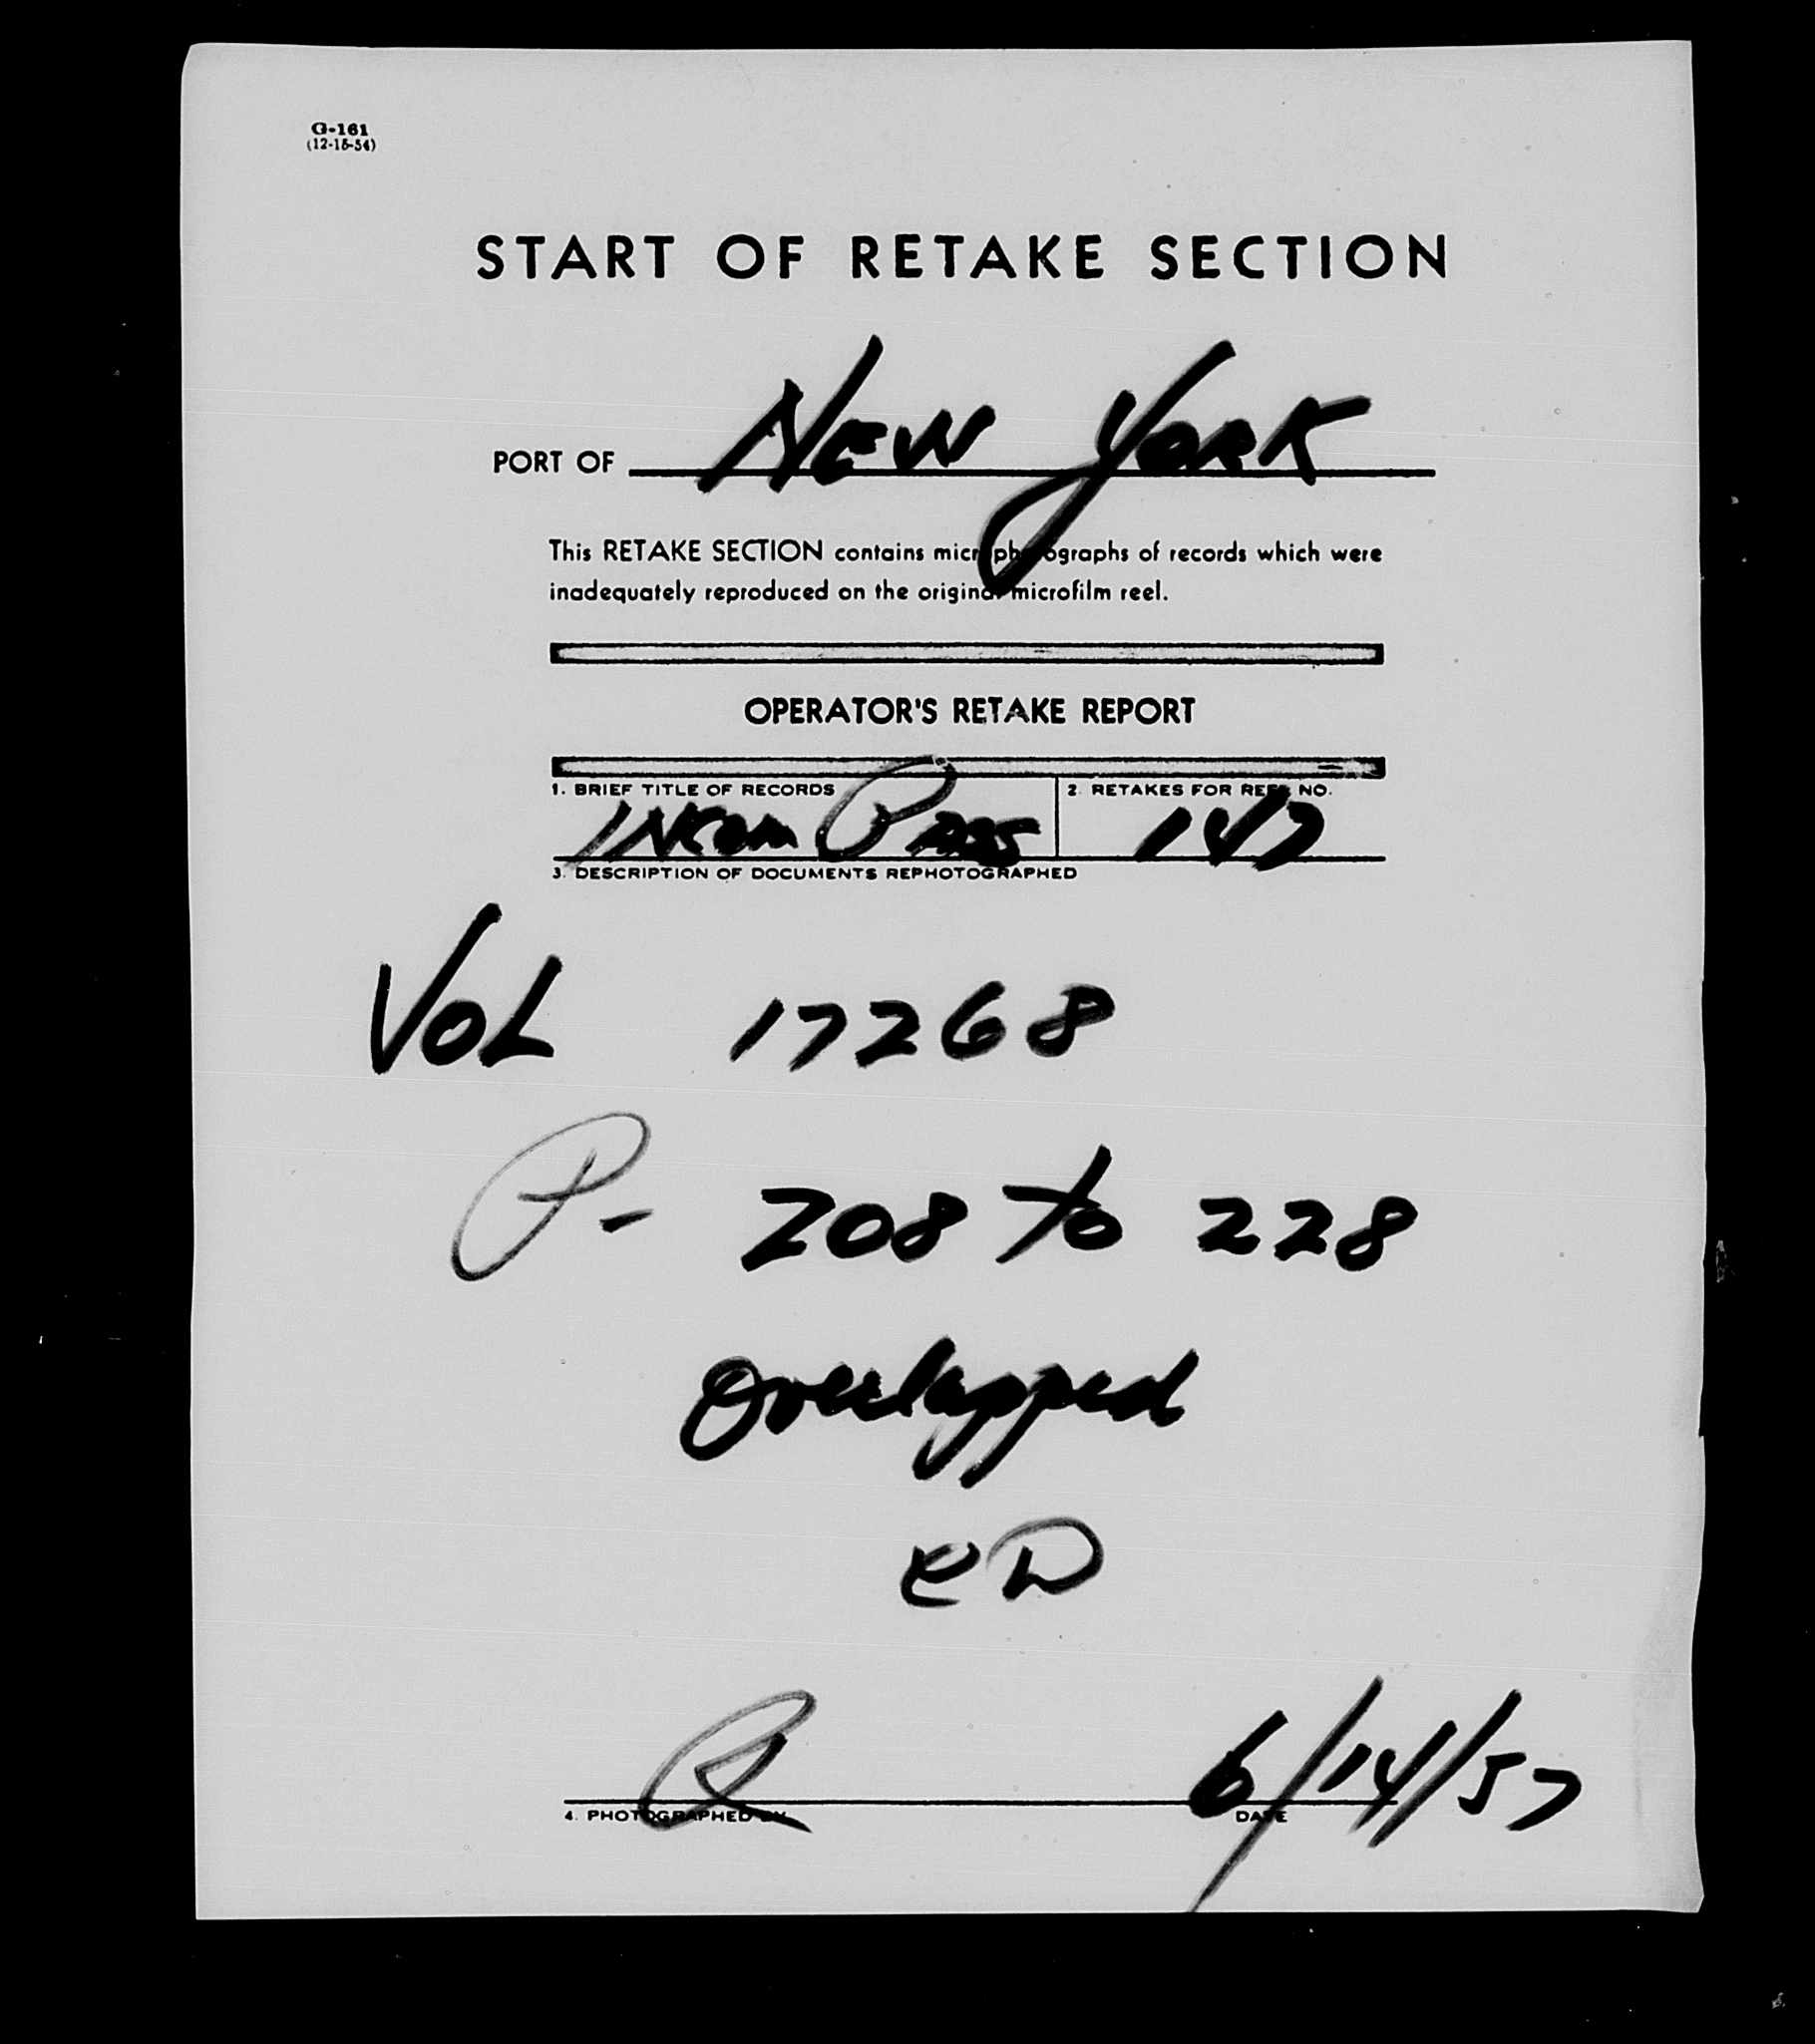 G-161
(12-15-54)
START OF RETAKE SECTION
PORT OF NEW YORK
This RETAKE SECTION contains microphotographs of records which were
inadequately reproduced on the original microfilm reel.
OPERATOR'S RETAKE REPORT
1. BRIEF TITLE OF RECORDS 2. RETAKES FOR REEL NO.
INCOM PASS 147
3. DESCRIPTION OF DOCUMENTS REPHOTOGRAPHED
VOL 17268
P- 208 to 228
overlapped
6/14/57
4. PHOTOGRAPHED BY DATE